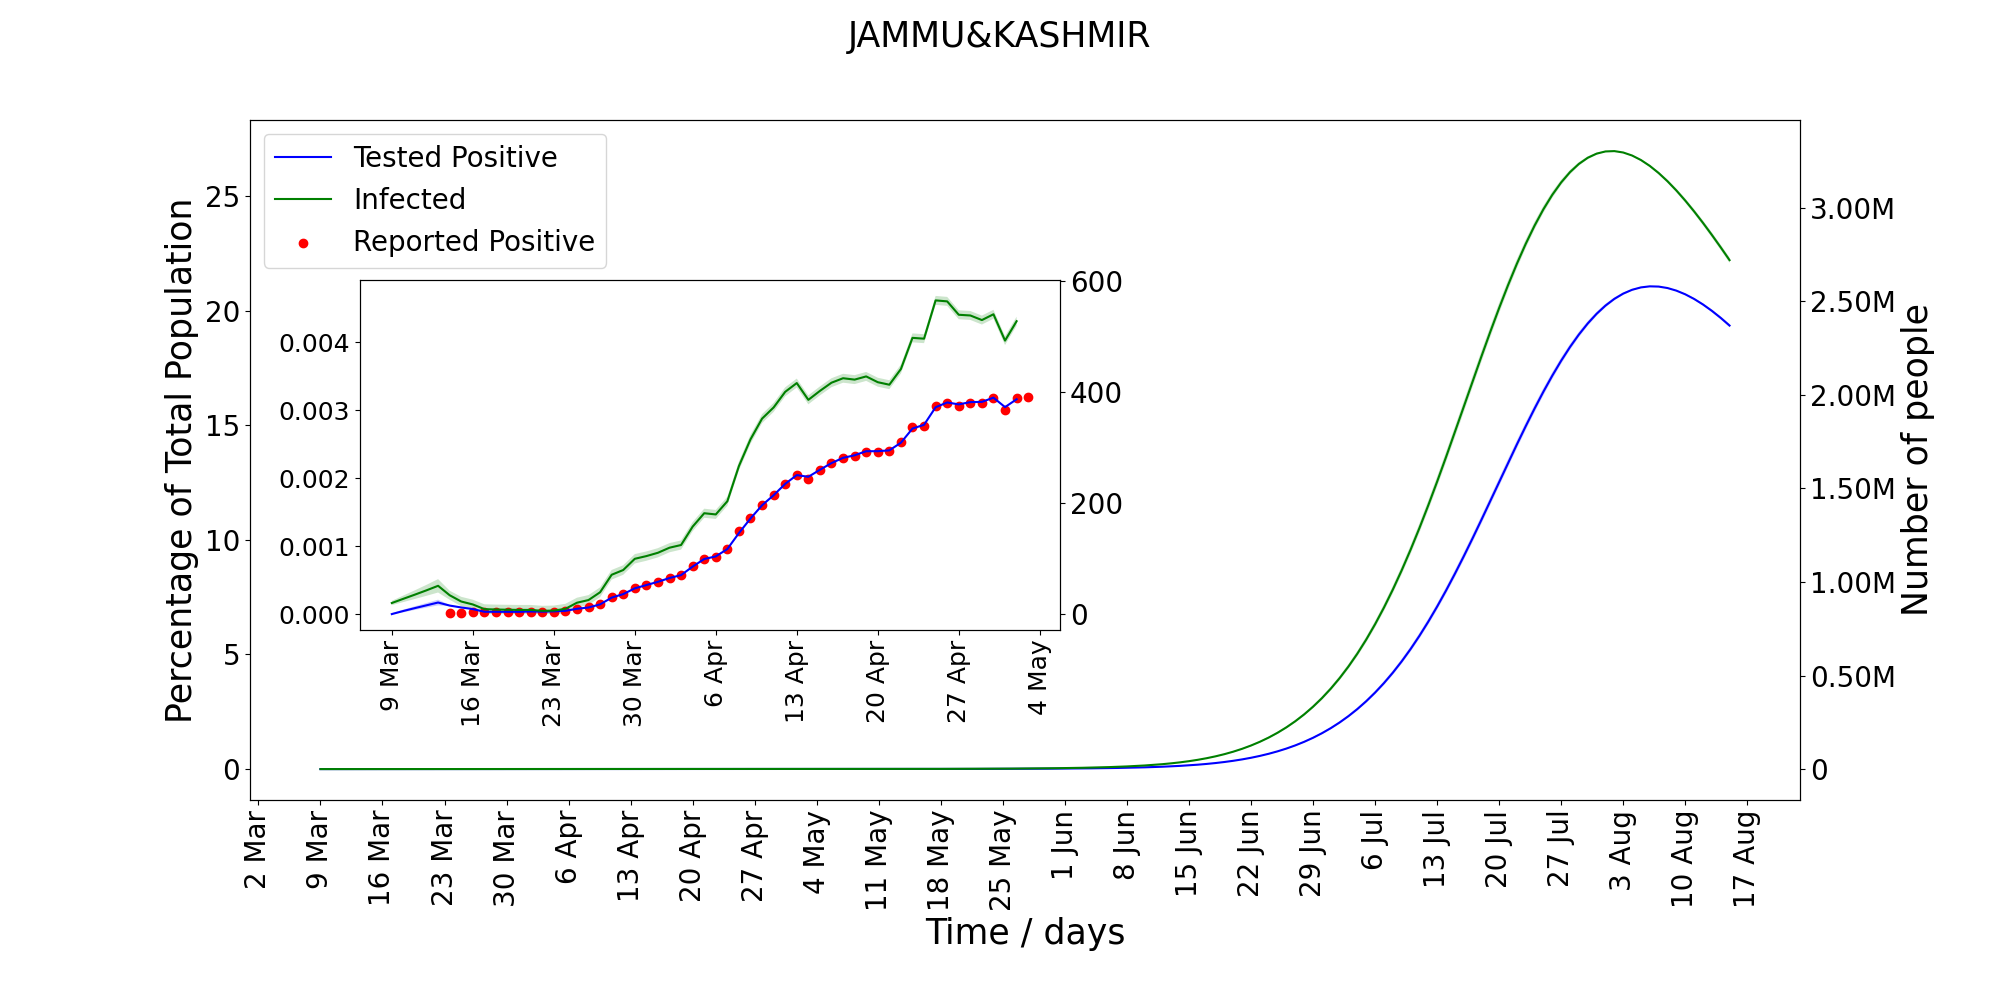 JAMMU&KASHMIR
Tested Positive
Infected
Reported Positive
Percentage of Total Population
25
20
15
10
5
0
3.00M
2.50M
2.00M
1.50M
1.00M
0.50M
0
Number of people
0.004
0.003
0.002
0.001
0.000
600
400
200
0
9 Mar
16 Mar
23 Mar
30 Mar
6 Apr
13 Apr
20 Apr
27 Apr
4 May
2 Mar
9 Mar
16 Mar
23 Mar
30 Mar
6 Apr
13 Apr
20 Apr
27 Apr
4 May
11 May
18 May
25 May
1 Jun
8 Jun
15 Jun
22 Jun
29 Jun
6 Jul
13 Jul
20 Jul
27 Jul
3 Aug
10 Aug
17 Aug
Time / days